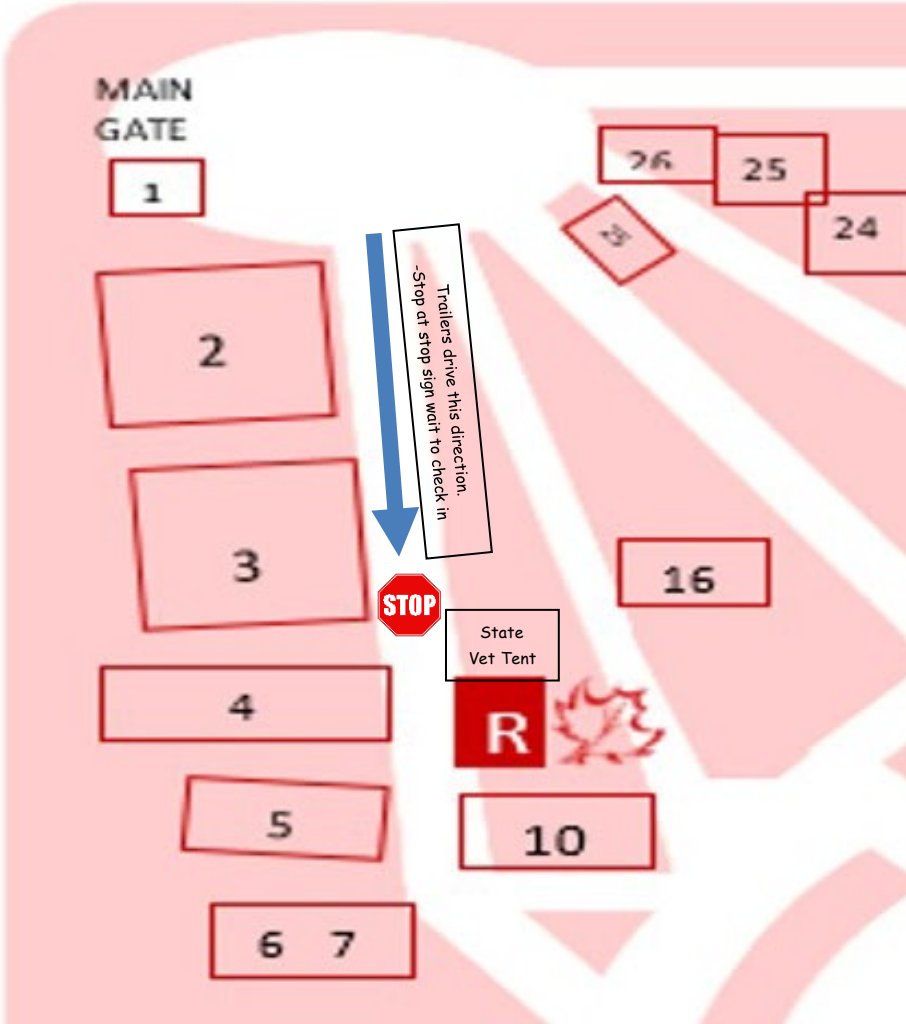 MAIN
GATE
1
26
25
24
25
2
Trailers drive this direction.
-Stop at stop sign wait to check in
3
16
STOP
State
Vet Tent
4
R
5
10
6 7